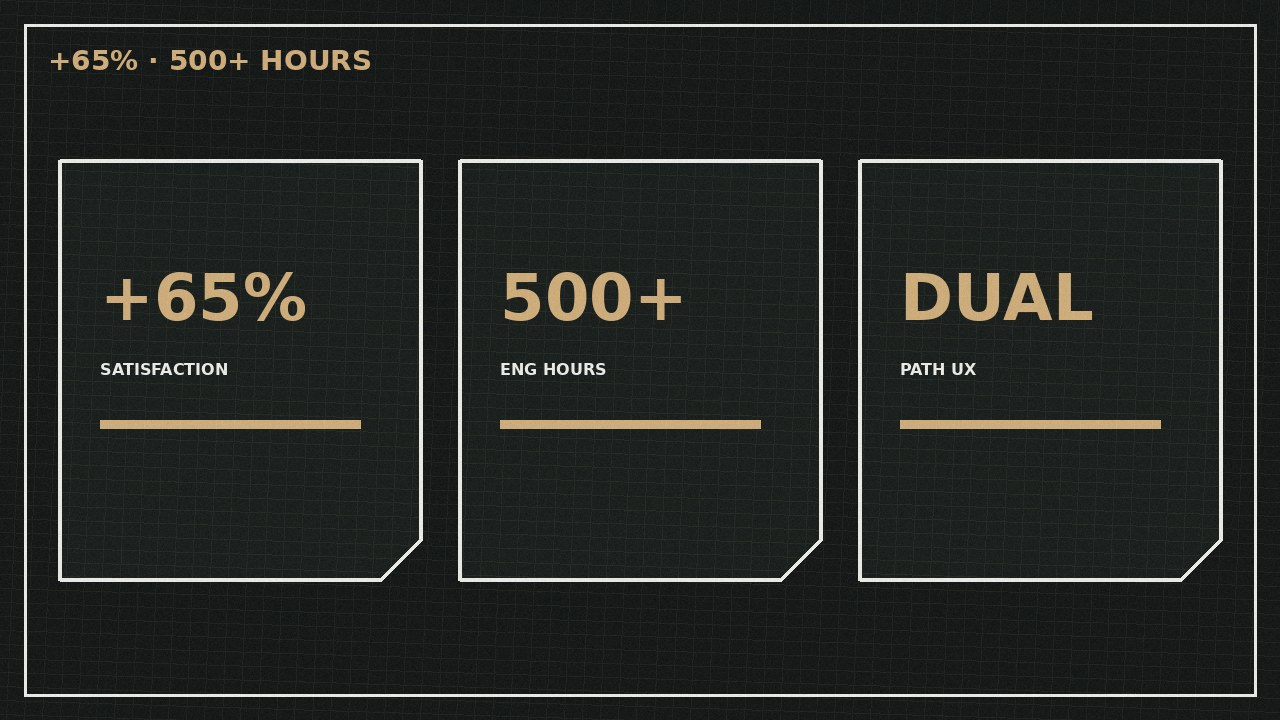 +65% · 500+ HOURS
+65%
SATISFACTION
500+
ENG HOURS
DUAL
PATH UX